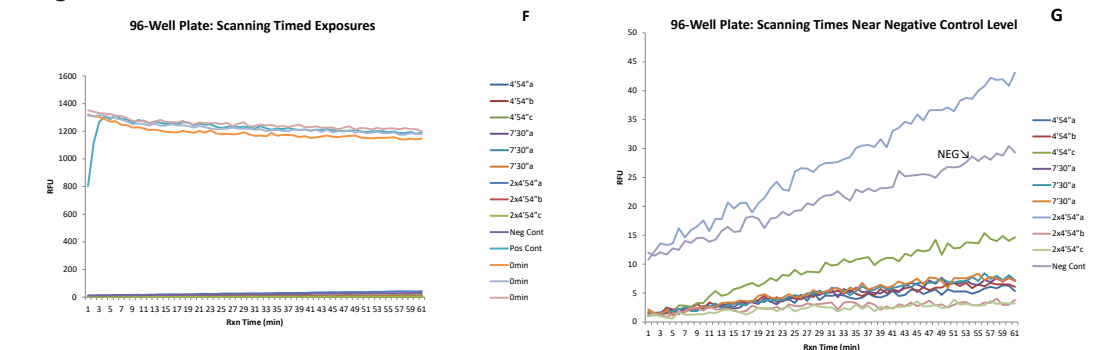 F
96-Well Plate: Scanning Timed Exposures
1600
1400
1200
1000
800
600
400
200
0
RFU
1 3 5 7 9 11 13 15 17 19 21 23 25 27 29 31 33 35 37 39 41 43 45 47 49 51 53 55 57 59 61
Rxn Time (min)
4'54"a
4'54"b
4'54"c
7'30"a
7'30"a
7'30"a
2x4'54"a
2x4'54"b
2x4'54"c
Neg Cont
Pos Cont
0min
0min
0min
G
96-Well Plate: Scanning Times Near Negative Control Level
50
45
40
35
30
25
20
15
10
5
0
RFU
NEG↘
1 3 5 7 9 11 13 15 17 19 21 23 25 27 29 31 33 35 37 39 41 43 45 47 49 51 53 55 57 59 61
Rxn Time (min)
4'54"a
4'54"b
4'54"c
7'30"a
7'30"a
7'30"a
2x4'54"a
2x4'54"b
2x4'54"c
Neg Cont